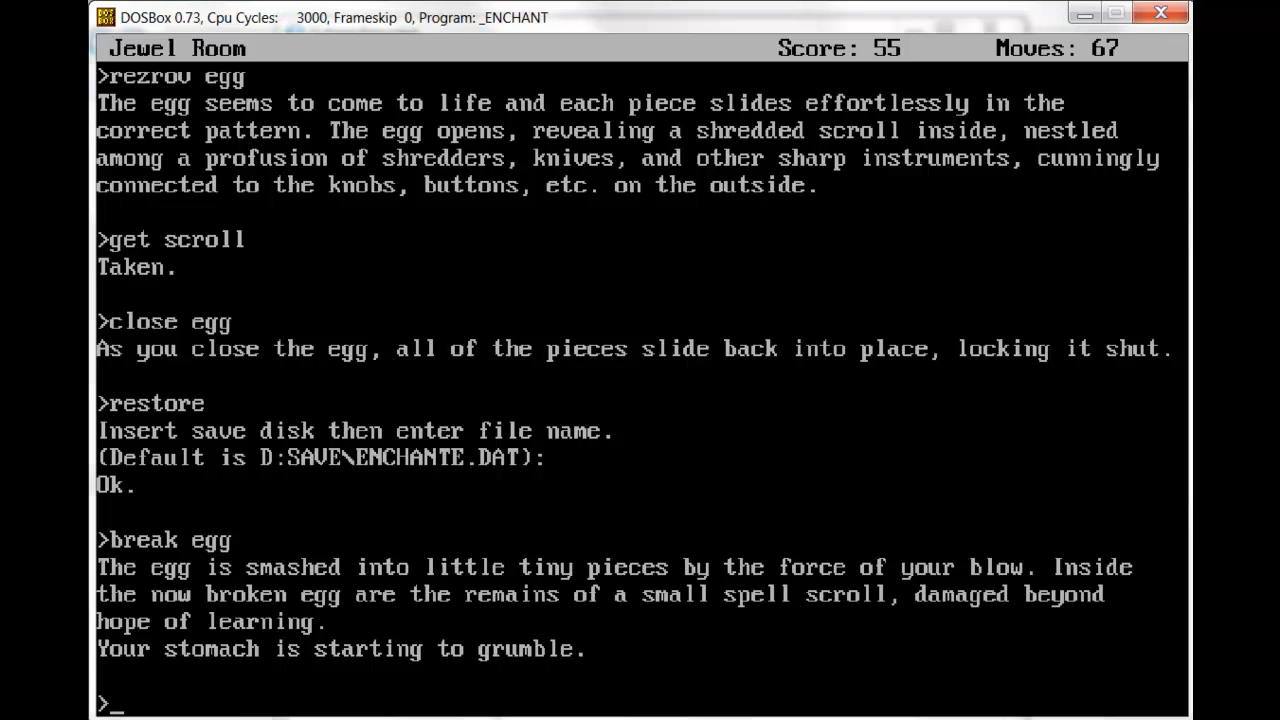 DOSBox 0.73, Cpu Cycles: 3000, Frameskip 0, Program: _ENCHANT
Jewel Room Score: 55 Moves: 67
>rezrov egg
The egg seems to come to life and each piece slides effortlessly in the
correct pattern. The egg opens, revealing a shredded scroll inside, nestled
among a profusion of shredders, knives, and other sharp instruments, cunningly
connected to the knobs, buttons, etc. on the outside.
>get scroll
Taken.
>close egg
As you close the egg, all of the pieces slide back into place, locking it shut.
>restore
Insert save disk then enter file name.
(Default is D:SAVE\ENCHANTE.DAT):
Ok.
>break egg
The egg is smashed into little tiny pieces by the force of your blow. Inside
the now broken egg are the remains of a small spell scroll, damaged beyond
hope of learning.
Your stomach is starting to grumble.
>_